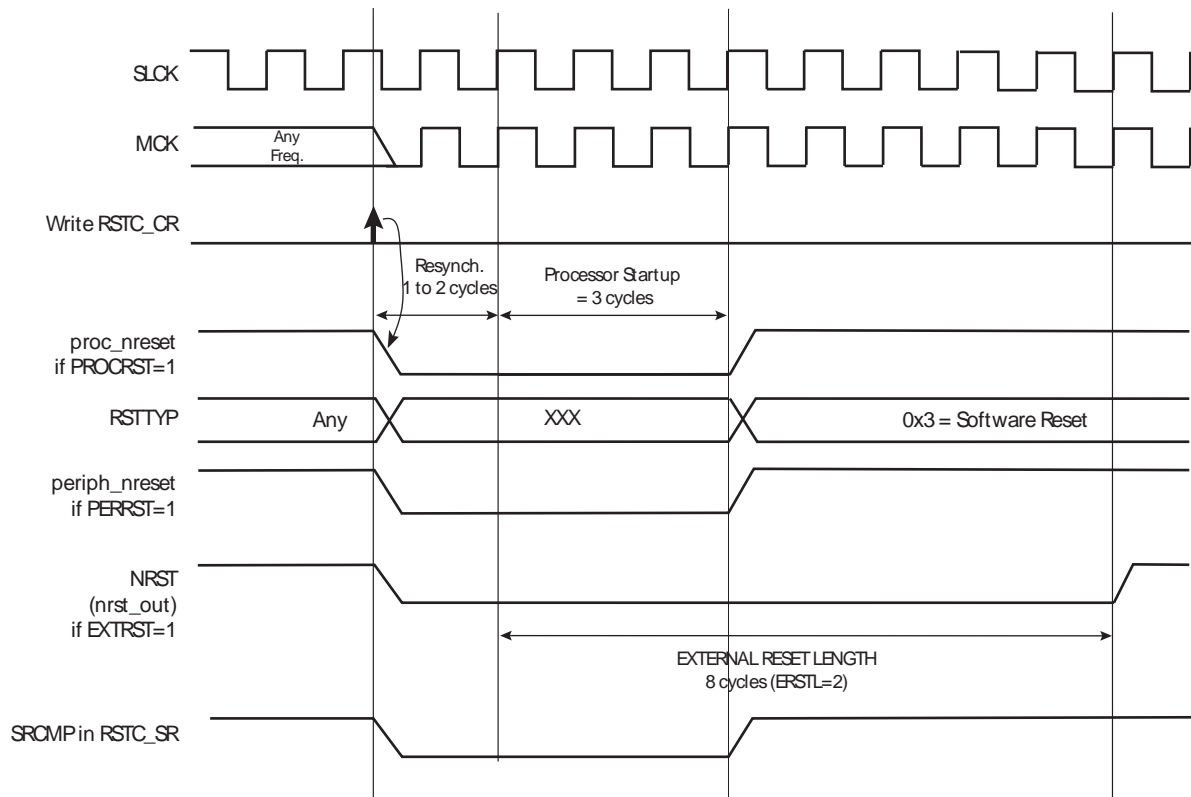 SLCK
MCK
Any
Freq.
Write RSTC_CR
Resynch.
1 to 2 cycles
Processor Startup
= 3 cycles
proc_nreset
if PROCRST=1
RSTTYP
Any
XXX
0x3 = Software Reset
periph_nreset
if PERRST=1
NRST
(nrst_out)
if EXTRST=1
EXTERNAL RESET LENGTH
8 cycles (ERSTL=2)
SRCMP in RSTC_SR